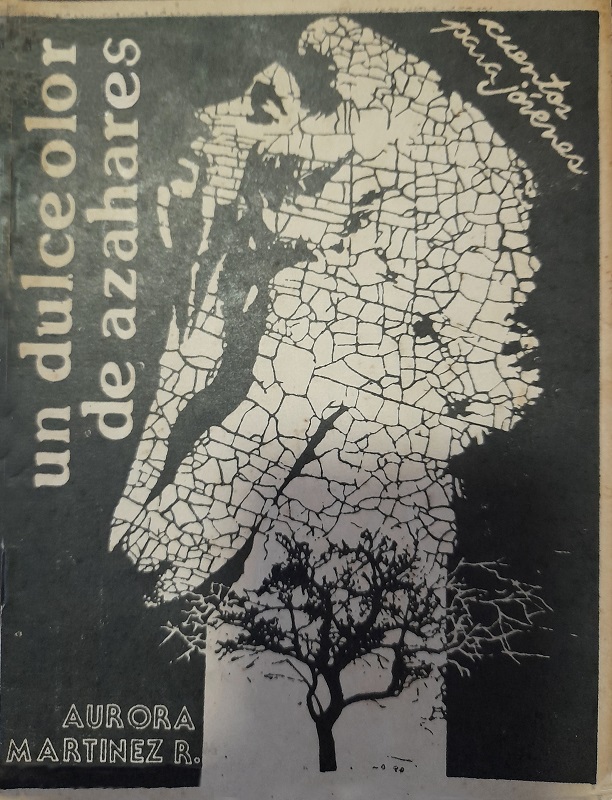 un dulce olor
de azahares
cuentos
para jóvenes
AURORA
MARTINEZ R.